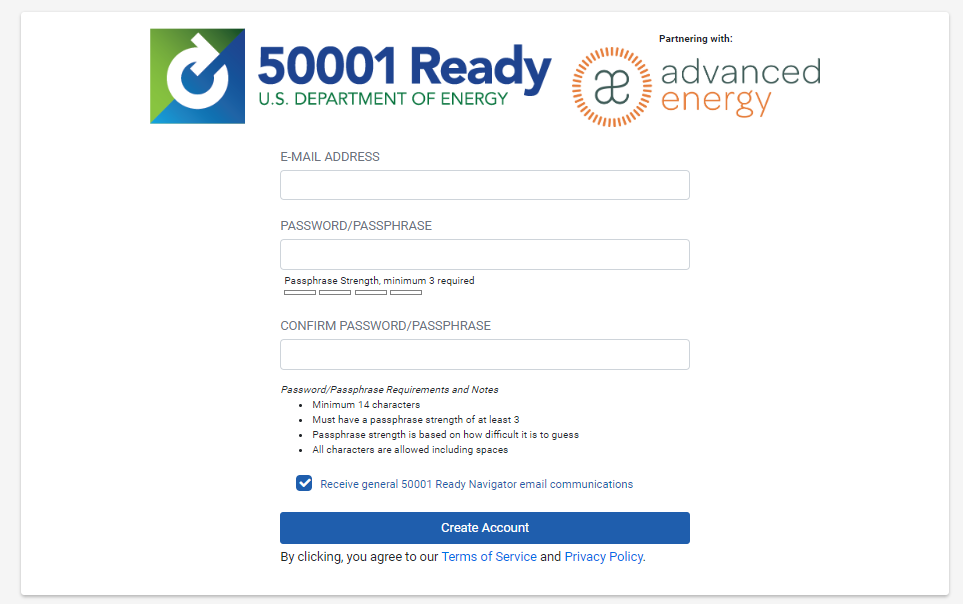 Partnering with:
50001 Ready
U.S. DEPARTMENT OF ENERGY
æ
advanced
energy
E-MAIL ADDRESS
PASSWORD/PASSPHRASE
Passphrase Strength, minimum 3 required
CONFIRM PASSWORD/PASSPHRASE
Password/Passphrase Requirements and Notes
• Minimum 14 characters
• Must have a passphrase strength of at least 3
• Passphrase strength is based on how difficult it is to guess
• All characters are allowed including spaces
Receive general 50001 Ready Navigator email communications
Create Account
By clicking, you agree to our Terms of Service and Privacy Policy.